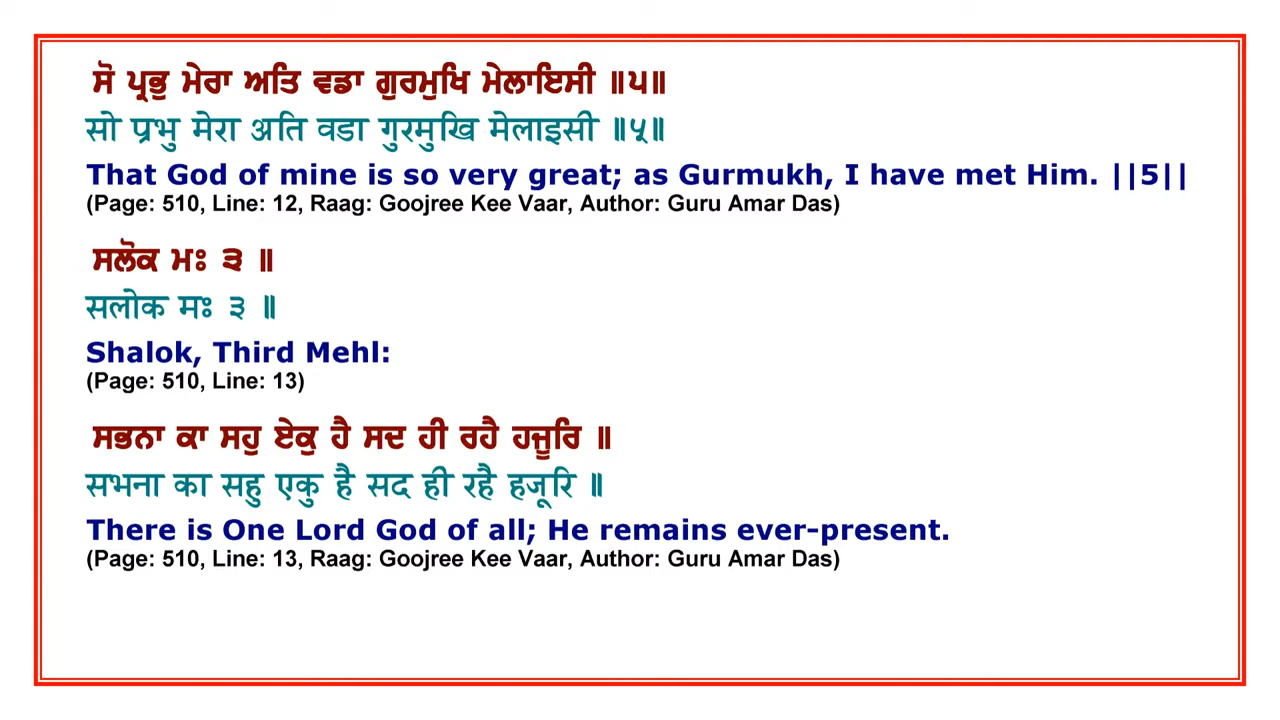 ਸੋ ਪ੍ਰਭੁ ਮੇਰਾ ਅਤਿ ਵਡਾ ਗੁਰਮੁਖਿ ਮੇਲਾਇਸੀ ॥੫॥
सो प्रभु मेरा अति वडा गुरमुखि मेलाइसी ॥५॥
That God of mine is so very great; as Gurmukh, I have met Him. ||5||
(Page: 510, Line: 12, Raag: Goojree Kee Vaar, Author: Guru Amar Das)
ਸਲੋਕ ਮਃ ੩ ॥
सलोक मः ३ ॥
Shalok, Third Mehl:
(Page: 510, Line: 13)
ਸਭਨਾ ਕਾ ਸਹੁ ਏਕੁ ਹੈ ਸਦ ਹੀ ਰਹੈ ਹਜੂਰਿ ॥
सभना का सहु एकु है सद ही रहै हजूरि ॥
There is One Lord God of all; He remains ever-present.
(Page: 510, Line: 13, Raag: Goojree Kee Vaar, Author: Guru Amar Das)